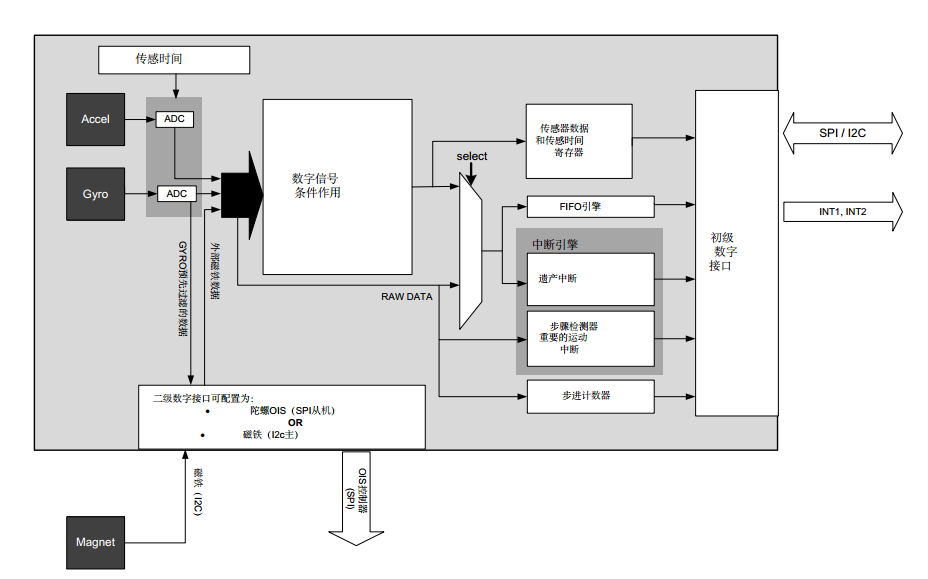 传感时间
Accel
ADC
Gyro
ADC
数字信号
条件作用
select
传感器数据
和传感时间
寄存器
FIFO引擎
中断引擎
遗产中断
步骤检测器
重要的运动
中断
步进计数器
初级
数字
接口
SPI / I2C
INT1, INT2
RAW DATA
GYRO预先过滤的数据
外部磁铁数据
二级数字接口可配置为:
• 陀螺OIS（SPI从机）
OR
• 磁铁（I2c主）
磁铁（I2C）
OIS控制器
(SPI)
Magnet